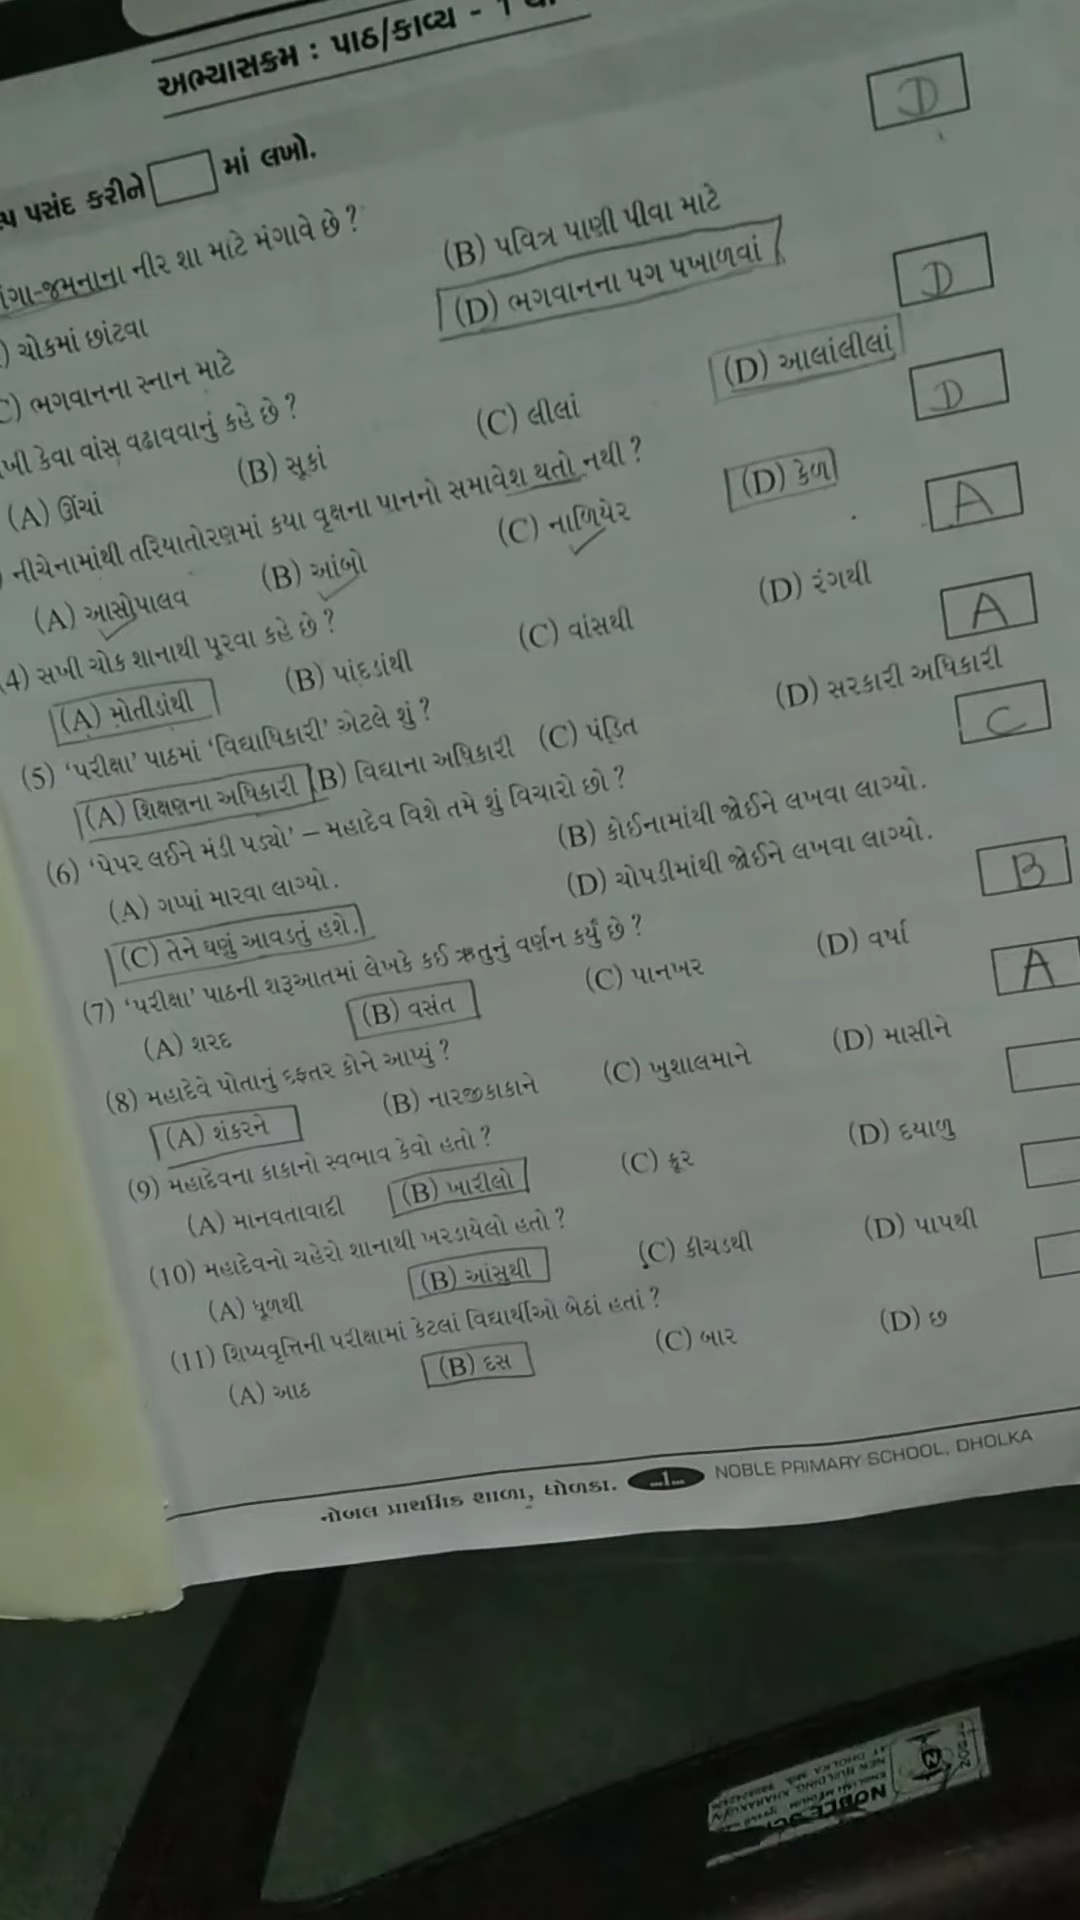 અભ્યાસક્રમ : પાઠ/કાવ્ય - 1
પસંદ કરીને માં લખો.
D
ગંગા-જમનાના નીર શા માટે મંગાવે છે ?
ચોકમાં છાંટવા (B) પવિત્ર પાણી પીવા માટે
C) ભગવાનના સ્નાન માટે (D) ભગવાનના પગ પખાળવાં
D
કેવા વાંસ વઢાવવાનું કહે છે ?
(A) ઊંચાં (B) સૂકાં (C) લીલાં (D) આલાંલીલાં
D
નીચેનામાંથી તરિયાતોરણમાં કયા વૃક્ષના પાનનો સમાવેશ થતો નથી ?
(A) આસોપાલવ (B) આંબો (C) નાળિયેર (D) કેળ
A
4) સખી ચોક શાનાથી પૂરવા કહે છે ?
(A) મોતીડાંથી (B) પાંદડાંથી (C) વાંસથી (D) રંગથી
A
(5) ‘પરીક્ષા’ પાઠમાં ‘વિદ્યાધિકારી’ એટલે શું ?
(A) શિક્ષણના અધિકારી (B) વિદ્યાના અધિકારી (C) પંડિત (D) સરકારી અધિકારી
C
(6) ‘પેપર લઈને મંડી પડ્યો’ – મહાદેવ વિશે તમે શું વિચારો છો ?
(A) ગપ્પાં મારવા લાગ્યો. (B) કોઈનામાંથી જોઈને લખવા લાગ્યો.
(C) તેને ઘણું આવડતું હશે. (D) ચોપડીમાંથી જોઈને લખવા લાગ્યો.
B
(7) ‘પરીક્ષા’ પાઠની શરૂઆતમાં લેખકે કઈ ઋતુનું વર્ણન કર્યું છે ?
(A) શરદ (B) વસંત (C) પાનખર (D) વર્ષા
A
(8) મહાદેવે પોતાનું દફતર કોને આપ્યું ?
(A) શંકરને (B) નારજીકાકાને (C) ખુશાલમાને (D) માસીને
(9) મહાદેવના કાકાનો સ્વભાવ કેવો હતો ?
(A) માનવતાવાદી (B) ખારીલો (C) ક્રૂર (D) દયાળુ
(10) મહાદેવનો ચહેરો શાનાથી ખરડાયેલો હતો ?
(A) ધૂળથી (B) આંસુથી (C) કીચડથી (D) પાપથી
(11) શિષ્યવૃત્તિની પરીક્ષામાં કેટલાં વિદ્યાર્થીઓ બેઠાં હતાં ?
(A) આઠ (B) દસ (C) બાર (D) છ
નોબલ પ્રાથમિક શાળા, ધોળકા. ...1... NOBLE PRIMARY SCHOOL, DHOLKA